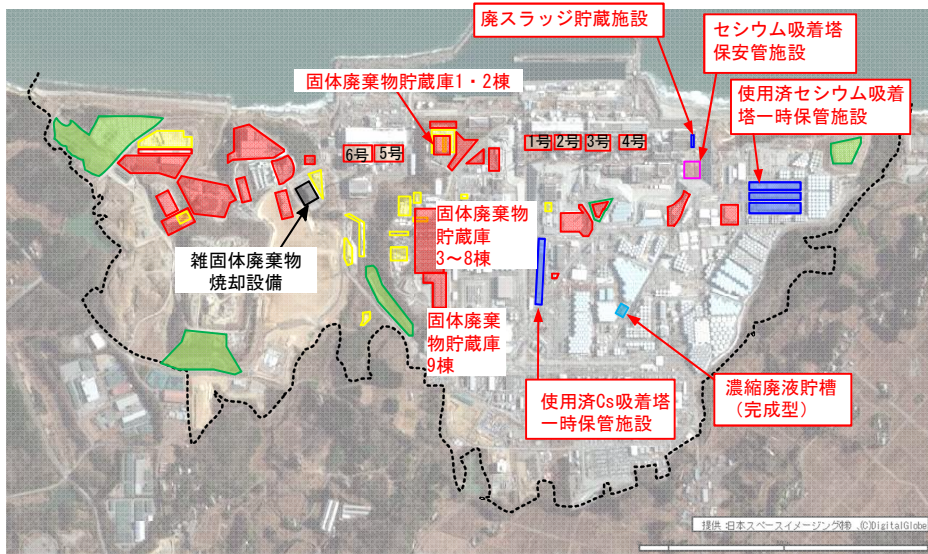 廃スラッジ貯蔵施設
セシウム吸着塔
保安管施設
固体廃棄物貯蔵庫1・2棟
使用済セシウム吸着
塔一時保管施設
6号
5号
1号
2号
3号
4号
固体廃棄物
貯蔵庫
3～8棟
雑固体廃棄物
焼却設備
固体廃棄
物貯蔵庫
9棟
使用済Cs吸着塔
一時保管施設
濃縮廃液貯槽
（完成型）
提供：日本スペースイメージング㈱、(C)DigitalGlobe